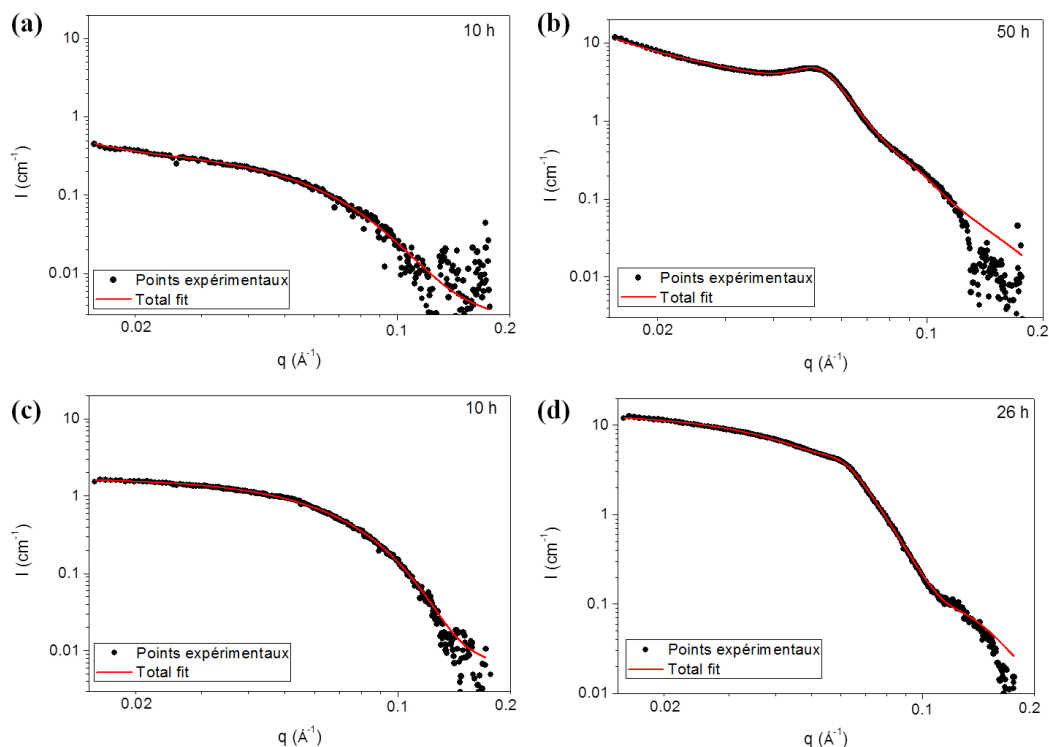 (a)
10 h
10
1
0.1
0.01
I (cm⁻¹)
Points expérimentaux
Total fit
0.02
0.1
0.2
q (Å⁻¹)
(b)
50 h
10
1
0.1
0.01
I (cm⁻¹)
Points expérimentaux
Total fit
0.02
0.1
0.2
q (Å⁻¹)
(c)
10 h
10
1
0.1
0.01
I (cm⁻¹)
Points expérimentaux
Total fit
0.02
0.1
0.2
q (Å⁻¹)
(d)
26 h
10
1
0.1
0.01
I (cm⁻¹)
Points expérimentaux
Total fit
0.02
0.1
0.2
q (Å⁻¹)